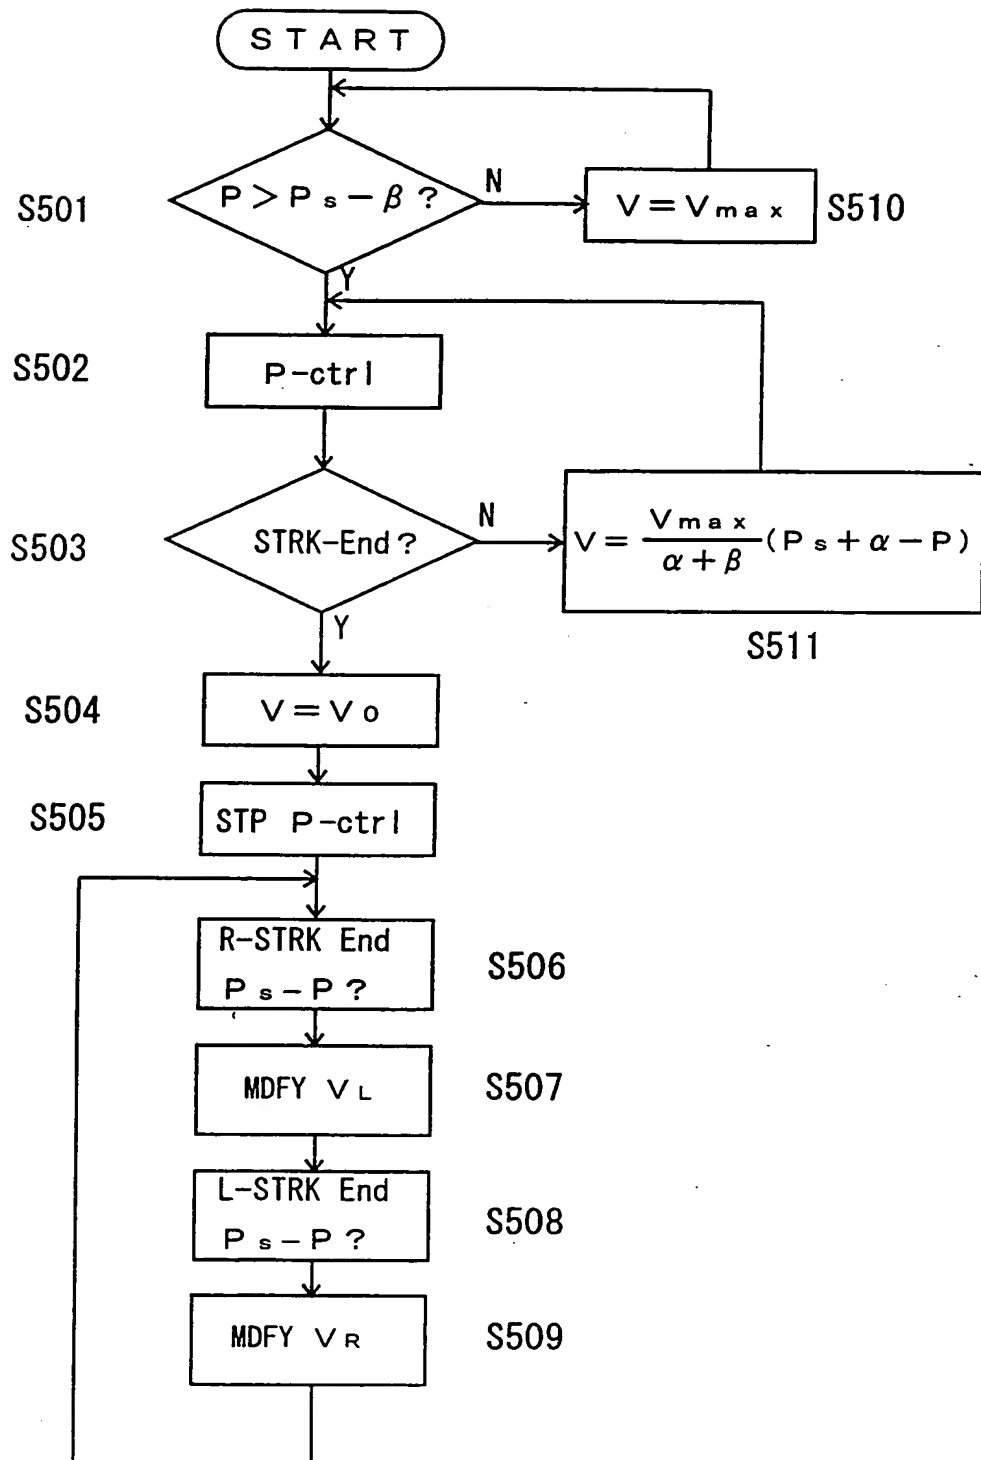 START
S501
P > Ps − β ?
N
V = Vmax
S510
Y
S502
P-ctrl
S503
STRK-End ?
N
V = Vmax / α + β (Ps + α − P)
S511
Y
S504
V = Vo
S505
STP P-ctrl
R-STRK End
Ps − P ?
S506
MDFY VL
S507
L-STRK End
Ps − P ?
S508
MDFY VR
S509